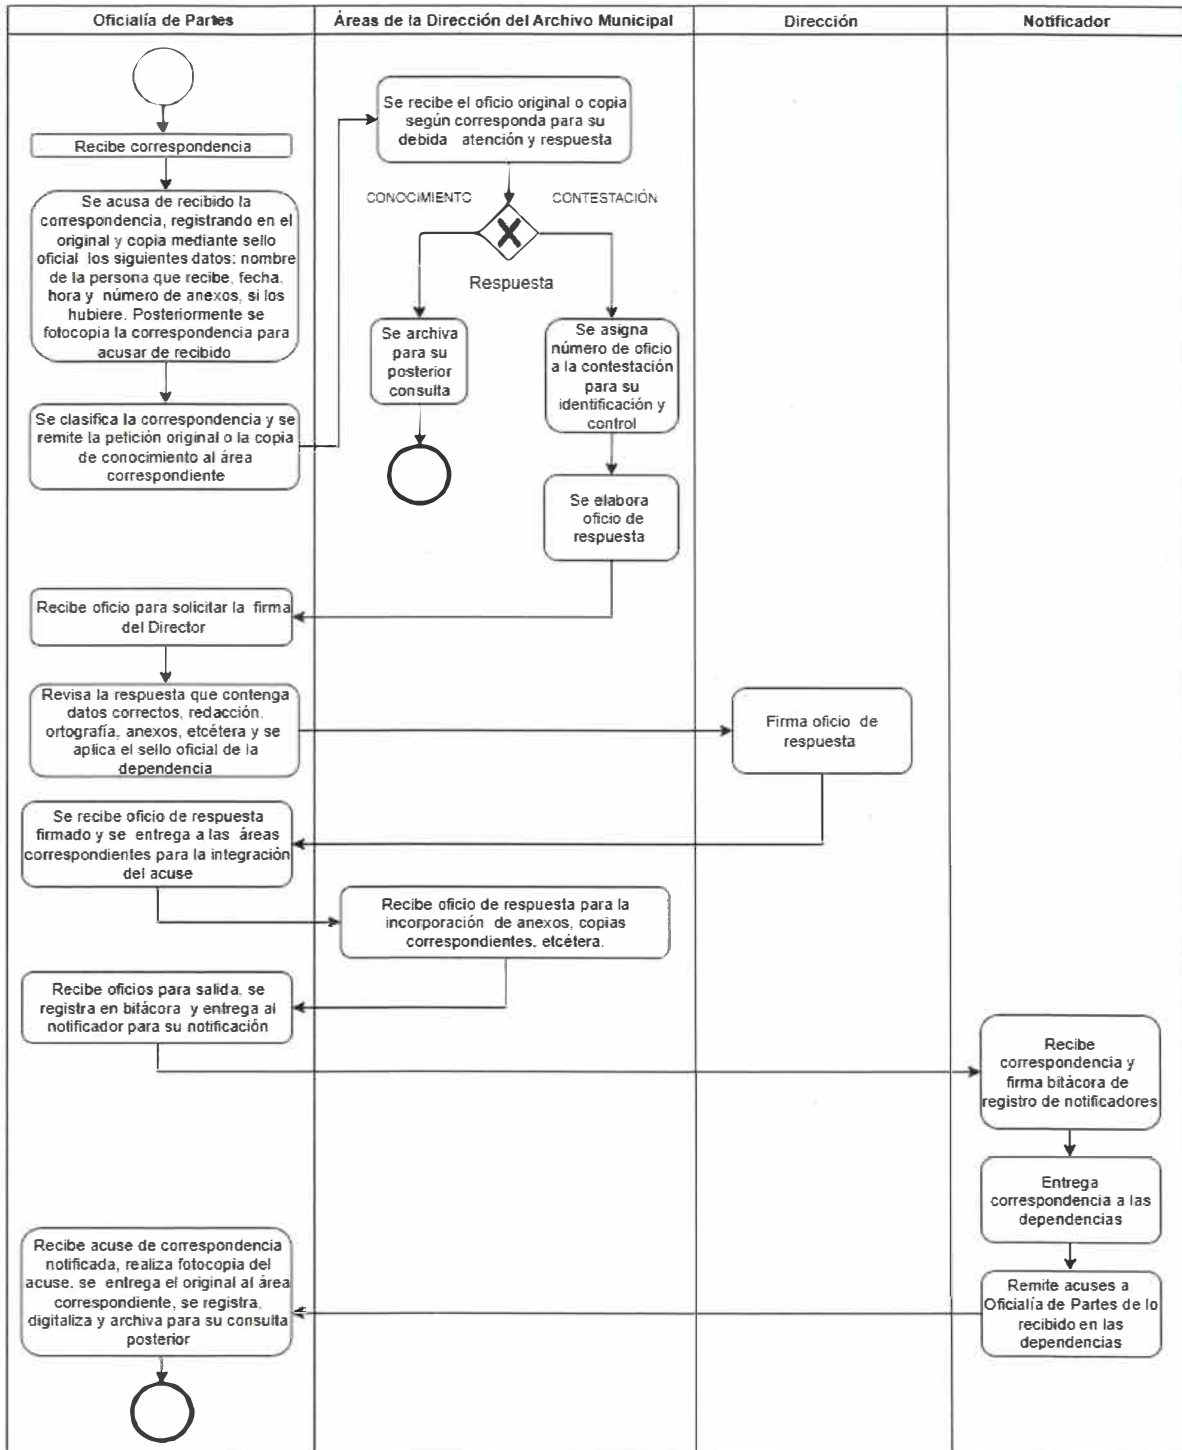 Oficialía de Partes
Áreas de la Dirección del Archivo Municipal
Dirección
Notificador
Recibe correspondencia
Se acusa de recibido la
correspondencia, registrando en el
original y copia mediante sello
oficial los siguientes datos: nombre
de la persona que recibe, fecha,
hora y número de anexos, si los
hubiere. Posteriormente se
fotocopia la correspondencia para
acusar de recibido
Se clasifica la correspondencia y se
remite la petición original o la copia
de conocimiento al área
correspondiente
Se recibe el oficio original o copia
según corresponda para su
debida atención y respuesta
CONOCIMIENTO
CONTESTACIÓN
Respuesta
Se archiva
para su
posterior
consulta
Se asigna
número de oficio
a la contestación
para su
identificación y
control
Se elabora
oficio de
respuesta
Recibe oficio para solicitar la firma
del Director
Revisa la respuesta que contenga
datos correctos, redacción,
ortografía, anexos, etcétera y se
aplica el sello oficial de la
dependencia
Firma oficio de
respuesta
Se recibe oficio de respuesta
firmado y se entrega a las áreas
correspondientes para la integración
del acuse
Recibe oficio de respuesta para la
incorporación de anexos, copias
correspondientes, etcétera.
Recibe oficios para salida, se
registra en bitácora y entrega al
notificador para su notificación
Recibe
correspondencia y
firma bitácora de
registro de notificadores
Entrega
correspondencia a las
dependencias
Remite acuses a
Oficialía de Partes de lo
recibido en las
dependencias
Recibe acuse de correspondencia
notificada, realiza fotocopia del
acuse, se entrega el original al área
correspondiente, se registra,
digitaliza y archiva para su consulta
posterior